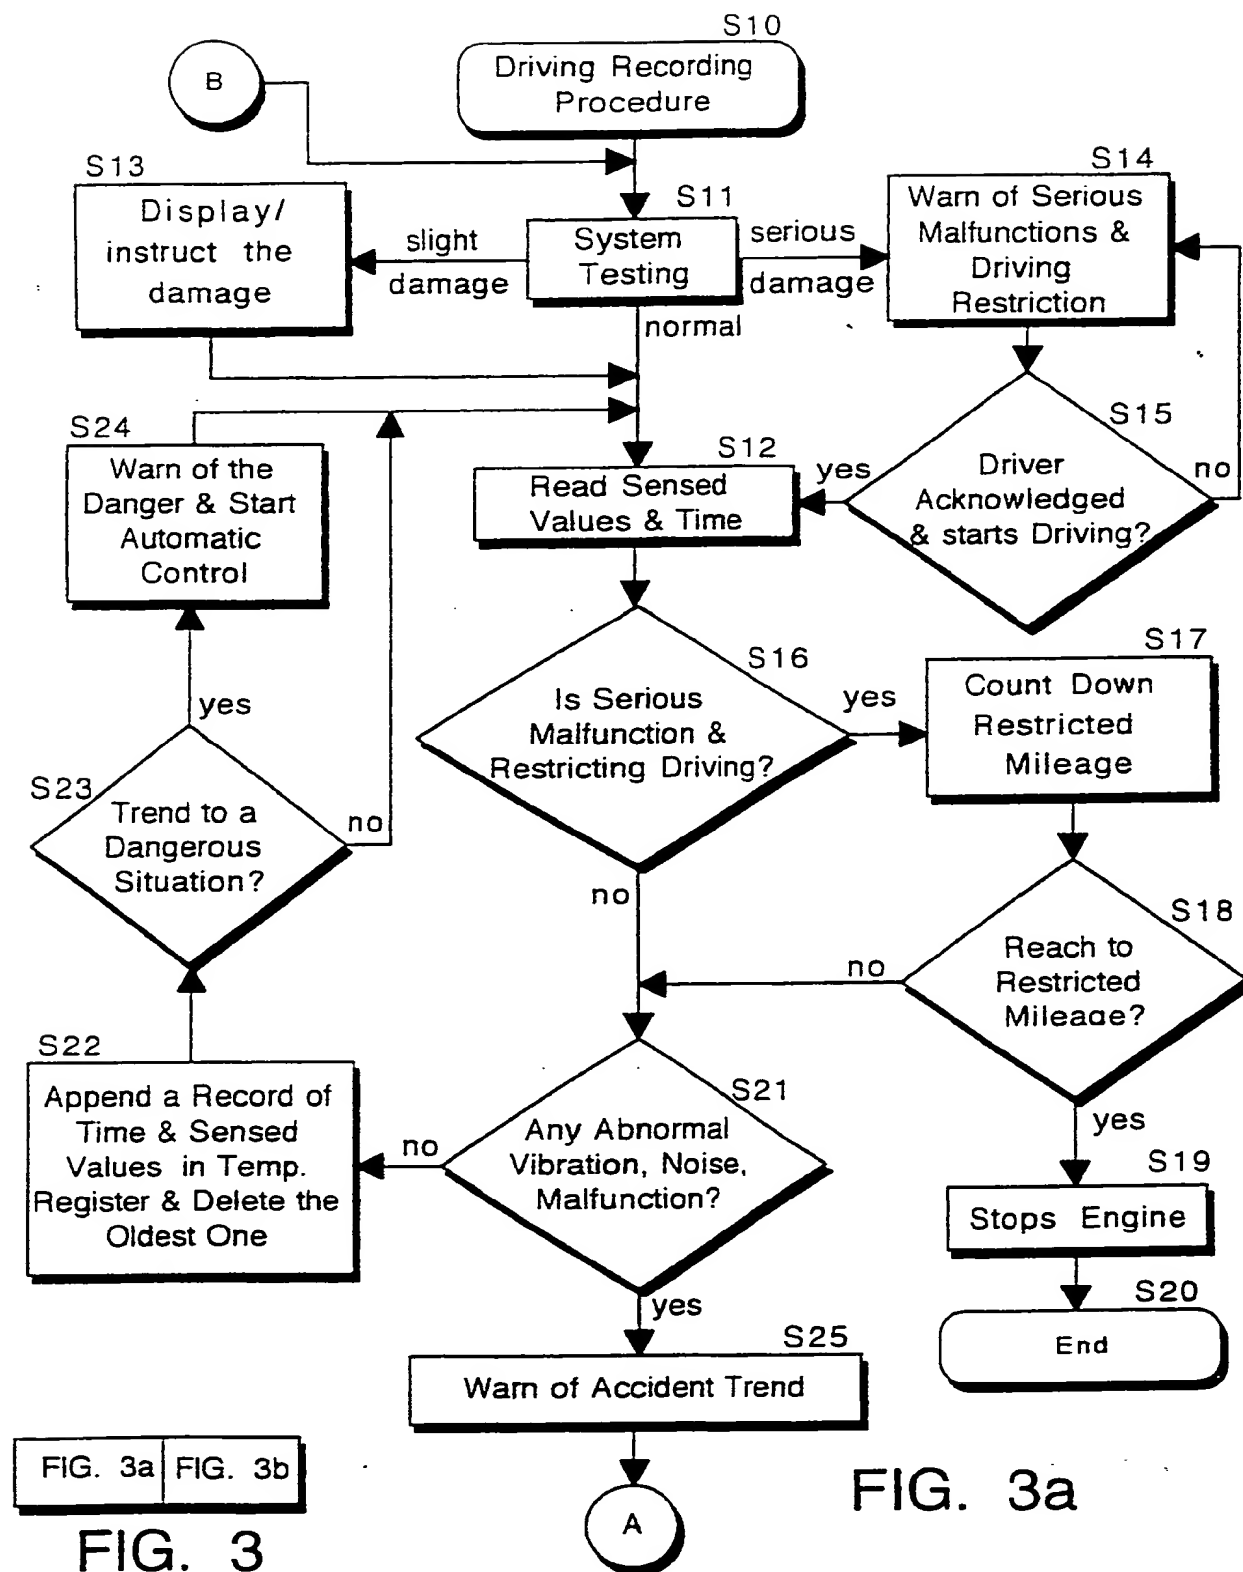 S10
Driving Recording
Procedure
B
S13
Display/
instruct the
damage
slight
damage
S11
System
Testing
serious
damage
normal
S14
Warn of Serious
Malfunctions &
Driving
Restriction
S15
Driver
Acknowledged
& starts Driving?
yes
no
S12
Read Sensed
Values & Time
S24
Warn of the
Danger & Start
Automatic
Control
yes
S23
Trend to a
Dangerous
Situation?
no
S16
Is Serious
Malfunction &
Restricting Driving?
yes
no
S17
Count Down
Restricted
Mileage
S18
Reach to
Restricted
Mileage?
no
yes
S22
Append a Record of
Time & Sensed
Values in Temp.
Register & Delete the
Oldest One
S21
Any Abnormal
Vibration, Noise,
Malfunction?
no
yes
S19
Stops Engine
S20
End
S25
Warn of Accident Trend
A
FIG. 3a
FIG. 3b
FIG. 3
FIG. 3a